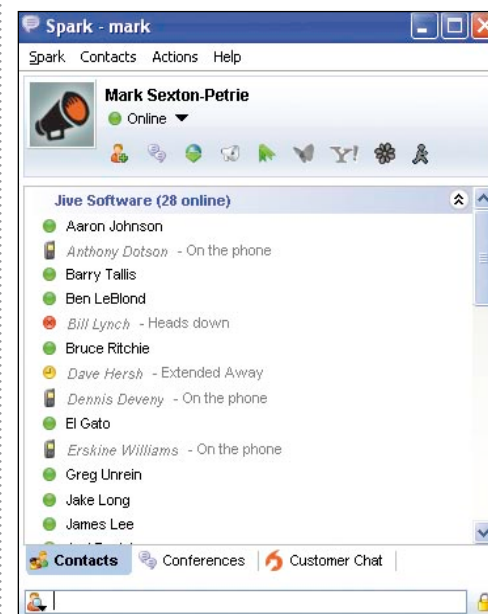 Spark - mark
Spark Contacts Actions Help
Mark Sexton-Petrie
Online
Y!
Jive Software (28 online)
Aaron Johnson
Anthony Dotson - On the phone
Barry Tallis
Ben LeBlond
Bill Lynch - Heads down
Bruce Ritchie
Dave Hersh - Extended Away
Dennis Deveny - On the phone
El Gato
Erskine Williams - On the phone
Greg Unrein
Jake Long
James Lee
Contacts Conferences Customer Chat